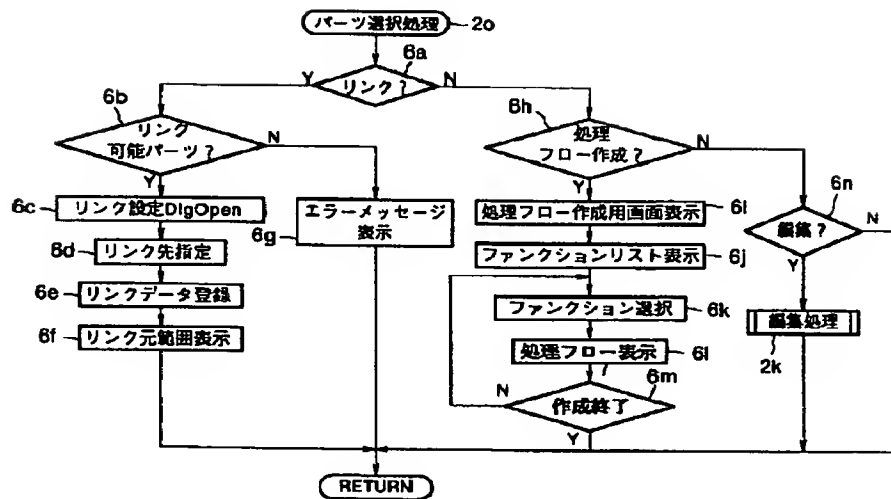 パーツ選択処理
2o
6a
Y
リンク?
N
6b
リンク
可能パーツ?
N
Y
6h
処理
フロー作成?
N
Y
6c
リンク設定DlgOpen
6d
リンク先指定
6e
リンクデータ登録
6f
リンク元範囲表示
エラーメッセージ
表示
6g
処理フロー作成用画面表示
6i
ファンクションリスト表示
6j
ファンクション選択
6k
処理フロー表示
6l
6m
N
作成終了
Y
6n
編集?
N
Y
編集処理
2k
RETURN